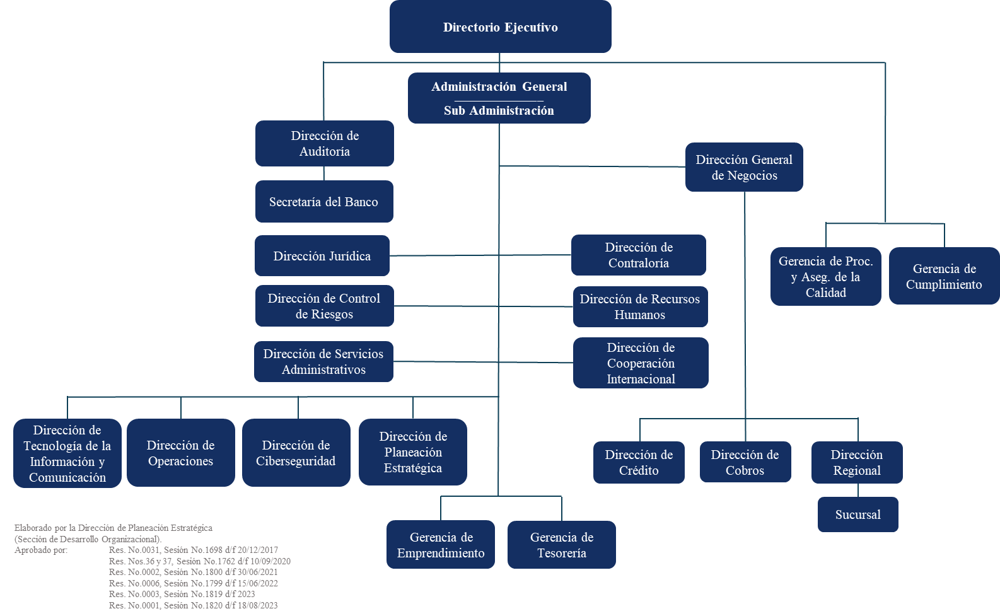 Directorio Ejecutivo
Administración General
Sub Administración
Dirección de
Auditoría
Secretaría del Banco
Dirección General
de Negocios
Dirección Jurídica
Dirección de
Contraloría
Gerencia de Proc.
y Aseg. de la
Calidad
Gerencia de
Cumplimiento
Dirección de Control
de Riesgos
Dirección de Recursos
Humanos
Dirección de Servicios
Administrativos
Dirección de
Cooperación
Internacional
Dirección de
Tecnología de la
Información y
Comunicación
Dirección de
Operaciones
Dirección de
Ciberseguridad
Dirección de
Planeación
Estratégica
Dirección de
Crédito
Dirección de
Cobros
Dirección
Regional
Sucursal
Gerencia de
Emprendimiento
Gerencia de
Tesorería
Elaborado por la Dirección de Planeación Estratégica
(Sección de Desarrollo Organizacional).
Aprobado por: Res. No.0031, Sesión No.1698 d/f 20/12/2017
Res. Nos.36 y 37, Sesión No.1762 d/f 10/09/2020
Res. No.0002, Sesión No.1800 d/f 30/06/2021
Res. No.0006, Sesión No.1799 d/f 15/06/2022
Res. No.0003, Sesión No.1819 d/f 2023
Res. No.0001, Sesión No.1820 d/f 18/08/2023